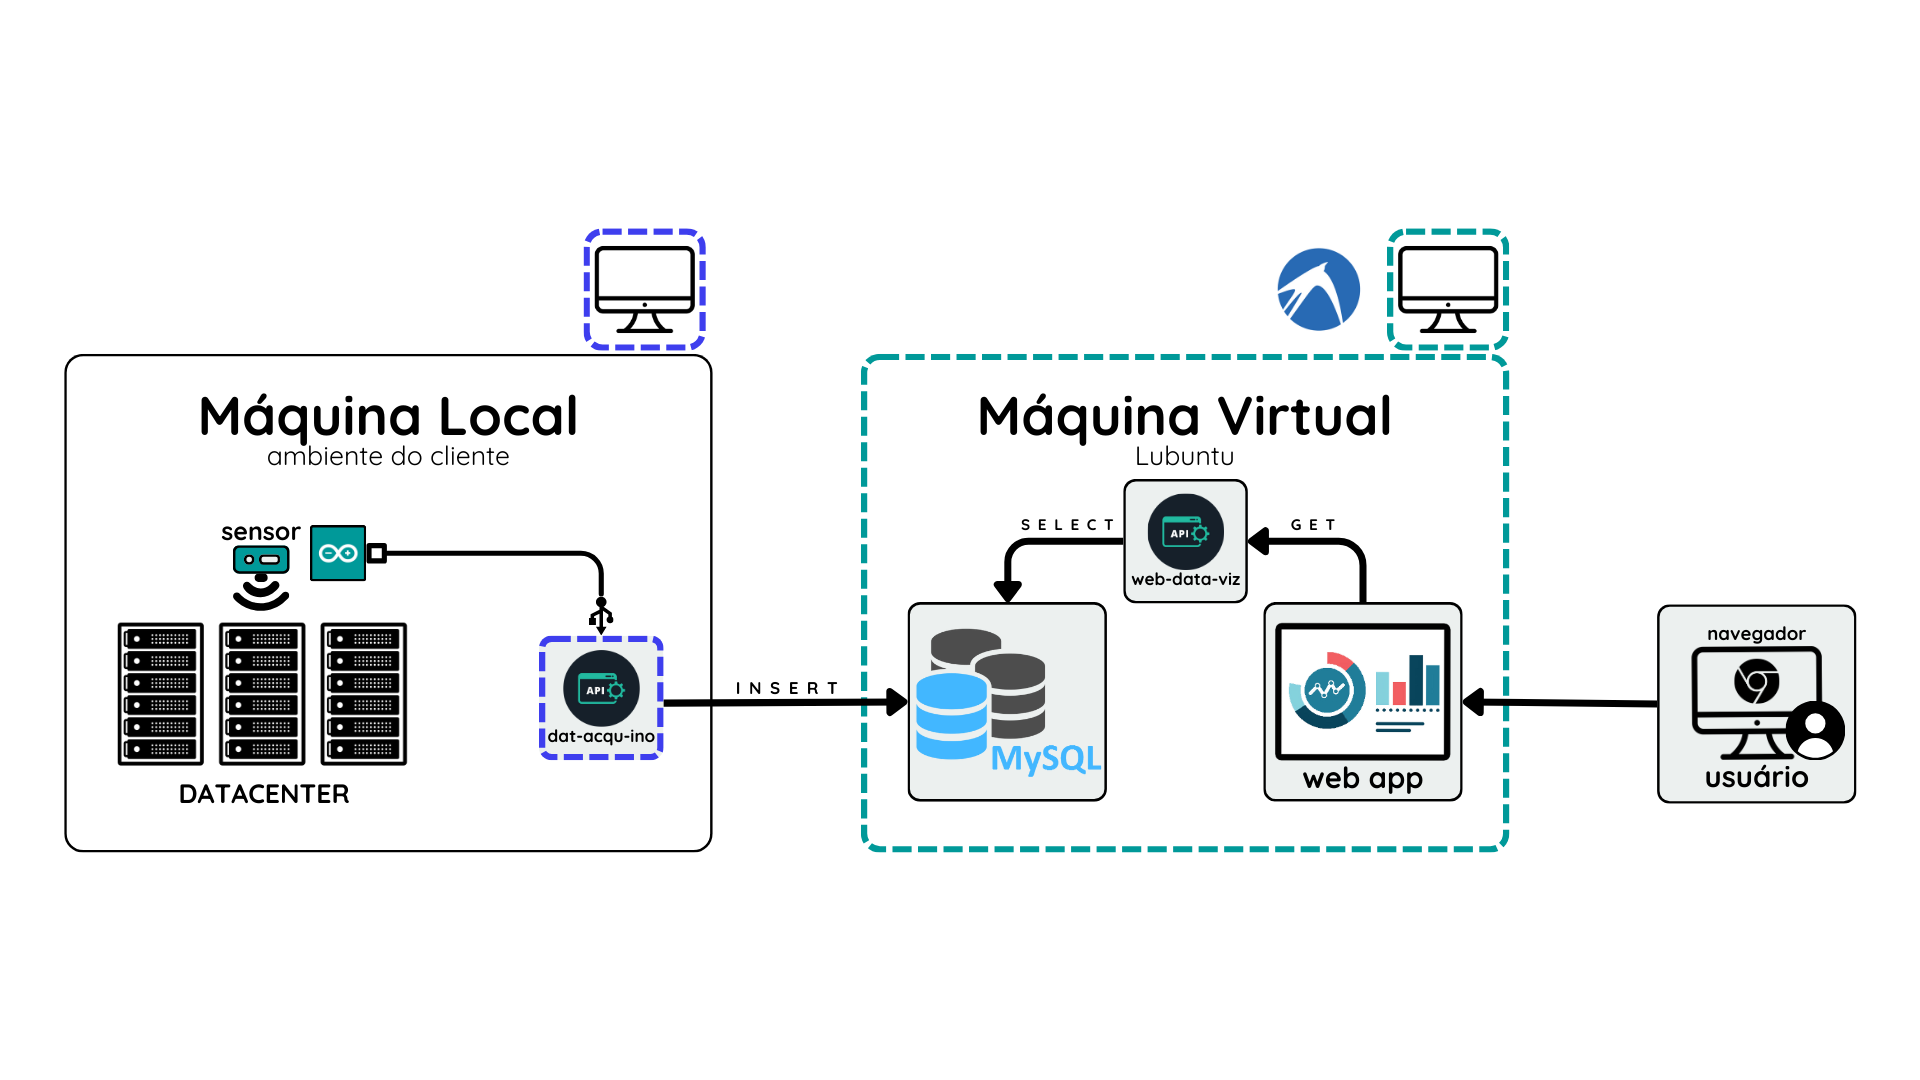 Máquina Local
ambiente do cliente
sensor
DATACENTER
API
dat-acqu-ino
INSERT
Máquina Virtual
Lubuntu
SELECT
API
web-data-viz
GET
MySQL
web app
navegador
usuário